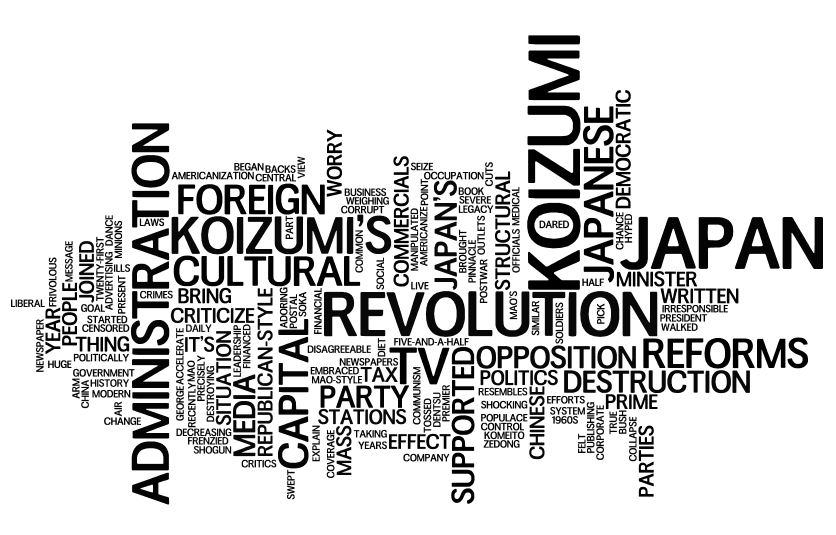 KOIZUMI
JAPANESE
DEMOCRATIC
ADMINISTRATION
WORRY
BEGAN
BACKS
VIEW
AMERICANIZATION
CENTRAL
FOREIGN
BUSINESS
WEIGHING
CORRUPT
COMMERCIALS
SEIZE
OCCUPATION
CUTS
POINT
BOOK
SEVERE
LEGACY
JAPAN'S
STRUCTURAL
MEDICAL
OFFICIALS
MANIPULATED
AMERICANIZE
BROUGHT
PINNACLE
OUTLETS
POSTWAR
LAWS
KOIZUMI'S
PART
COMMON
SOCIAL
DARED
CHANCE
HYPED
JAPAN
DANCE
MINIONS
ADVERTISING
TWENTY-FIRST
JOINED
MESSAGE
PEOPLE
FRIVOLOUS
YEAR
LIBERAL
NEWSPAPER
ILLS
PRESENT
GOAL
CULTURAL
LIVE
HALF
MINISTER
WRITTEN
IRRESPONSIBLE
PRESIDENT
WALKED
CRIMES
BRING
CRITICIZE
STARTED
CENSORED
DAILY
ADORING
POSTAL
SOKA
FINANCIAL
REVOLUTION
MAO'S
SIMILAR
SOLDIERS
PICK
THING
POLITICALLY
HUGE
IT'S
REPUBLICAN-STYLE
LEADERSHIP
FINANCED
DISAGREEABLE
DIET
FIVE-AND-A-HALF
NEWSPAPERS
TV
OPPOSITION
REFORMS
GOVERNMENT
HISTORY
MODERN
ARM
CHINA
AIR
CHANGE
ACCELERATE
GEORGE
MAO
RECENTLY
PRECISELY
DESTROYING
SITUATION
MEDIA
CAPITAL
EMBRACED
MAO-STYLE
TAX
POLITICS
DESTRUCTION
PARTY
STATIONS
COMMUNISM
TOSSED
DENTSU
PREMIER
SUPPORTED
RESEMBLES
SHOCKING
POPULACE
CONTROL
KOMEITO
ZEDONG
CHINESE
EFFORTS
SYSTEM
1960S
PRIME
FELT
PUBLISHING
CORPORATE
TRUE
BUSH
COLLAPSE
PARTIES
DECREASING
FRENZIED
SHOGUN
CRITICS
SWEPT
EXPLAIN
COVERAGE
MASS
TAKING
YEARS
EFFECT
COMPANY